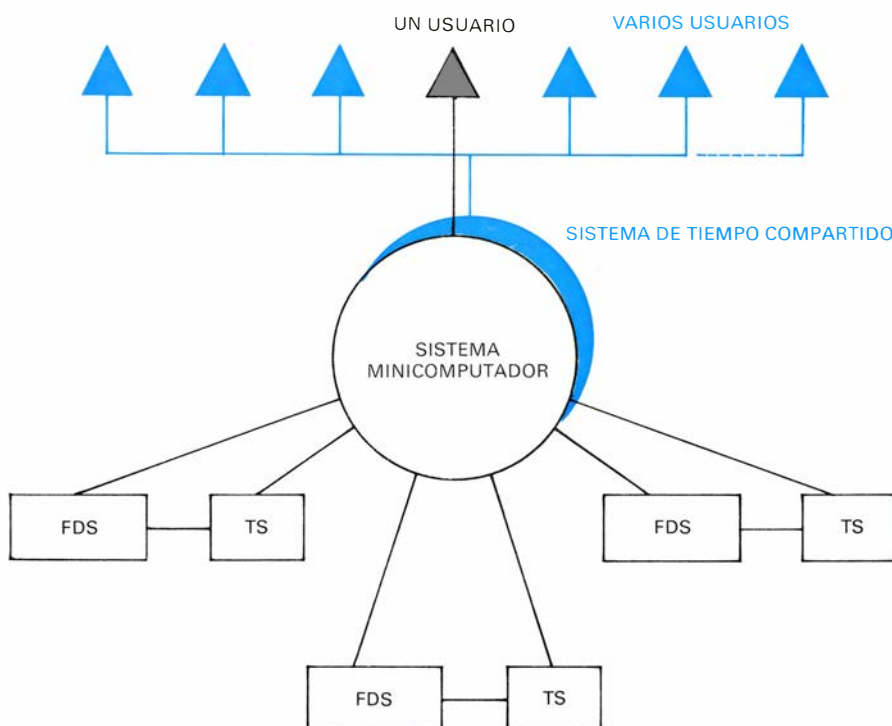 UN USUARIO
VARIOS USUARIOS
SISTEMA DE TIEMPO COMPARTIDO
SISTEMA
MINICOMPUTADOR
FDS
TS
FDS
TS
FDS
TS